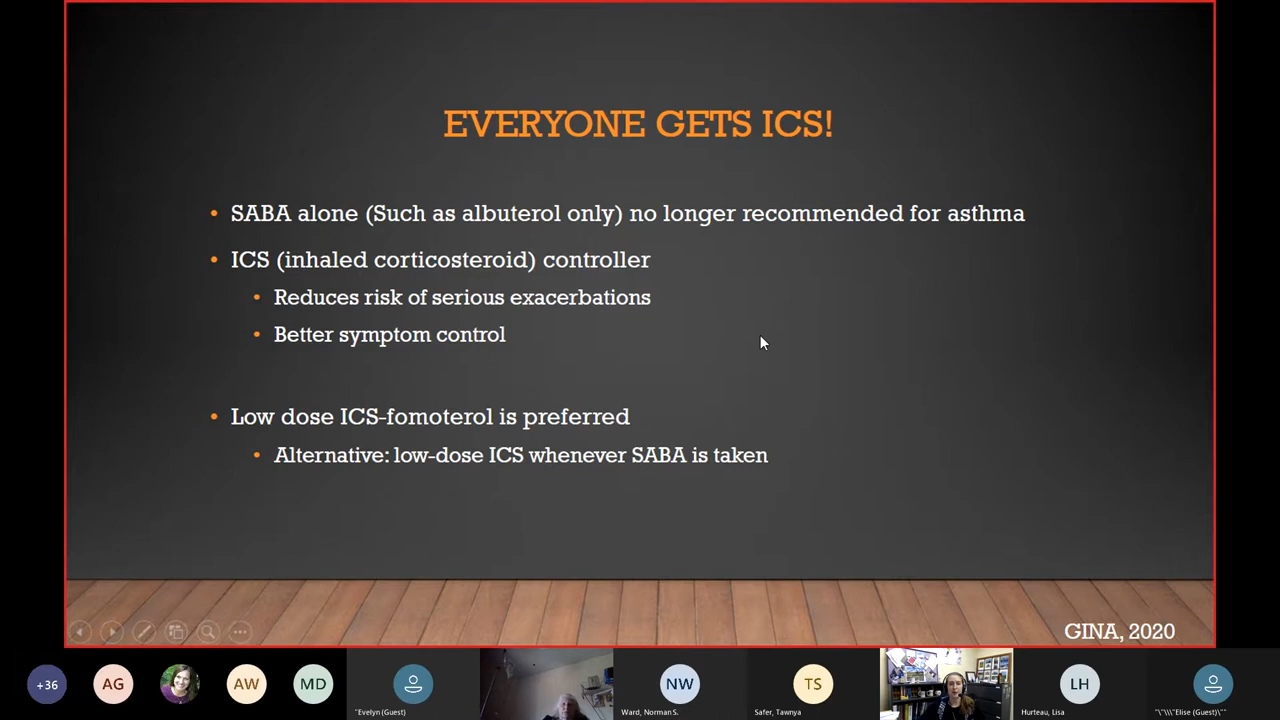 EVERYONE GETS ICS!
• SABA alone (Such as albuterol only) no longer recommended for asthma
• ICS (inhaled corticosteroid) controller
• Reduces risk of serious exacerbations
• Better symptom control
• Low dose ICS-fomoterol is preferred
• Alternative: low-dose ICS whenever SABA is taken
GINA, 2020
+36
AG
AW
MD
NW
TS
LH
"Evelyn (Guest)
Ward, Norman S.
Safer, Tawnya
Hurteau, Lisa
"\"\\\"Elise (Guest)\"